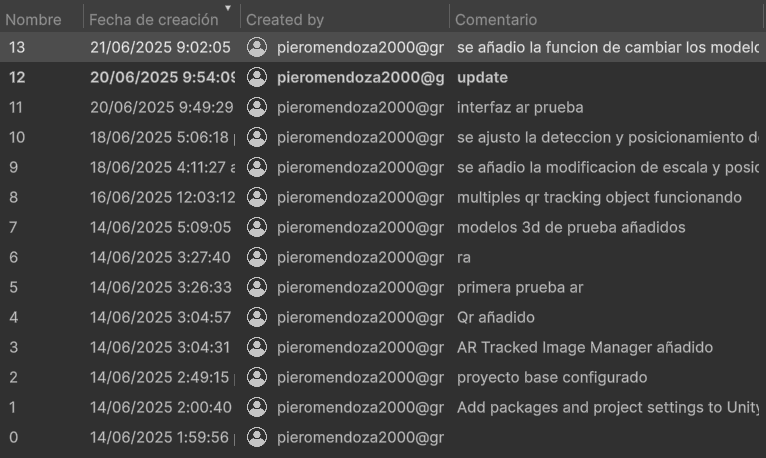 Nombre Fecha de creación Created by Comentario
13 21/06/2025 9:02:05 pieromendoza2000@gr se añadio la funcion de cambiar los modelo
12 20/06/2025 9:54:09 pieromendoza2000@g update
11 20/06/2025 9:49:29 pieromendoza2000@gr interfaz ar prueba
10 18/06/2025 5:06:18 pieromendoza2000@gr se ajusto la deteccion y posicionamiento d
9 18/06/2025 4:11:27 a pieromendoza2000@gr se añadio la modificacion de escala y posic
8 16/06/2025 12:03:12 pieromendoza2000@gr multiples qr tracking object funcionando
7 14/06/2025 5:09:05 pieromendoza2000@gr modelos 3d de prueba añadidos
6 14/06/2025 3:27:40 pieromendoza2000@gr ra
5 14/06/2025 3:26:33 pieromendoza2000@gr primera prueba ar
4 14/06/2025 3:04:57 pieromendoza2000@gr Qr añadido
3 14/06/2025 3:04:31 pieromendoza2000@gr AR Tracked Image Manager añadido
2 14/06/2025 2:49:15 pieromendoza2000@gr proyecto base configurado
1 14/06/2025 2:00:40 pieromendoza2000@gr Add packages and project settings to Unity
0 14/06/2025 1:59:56 pieromendoza2000@gr